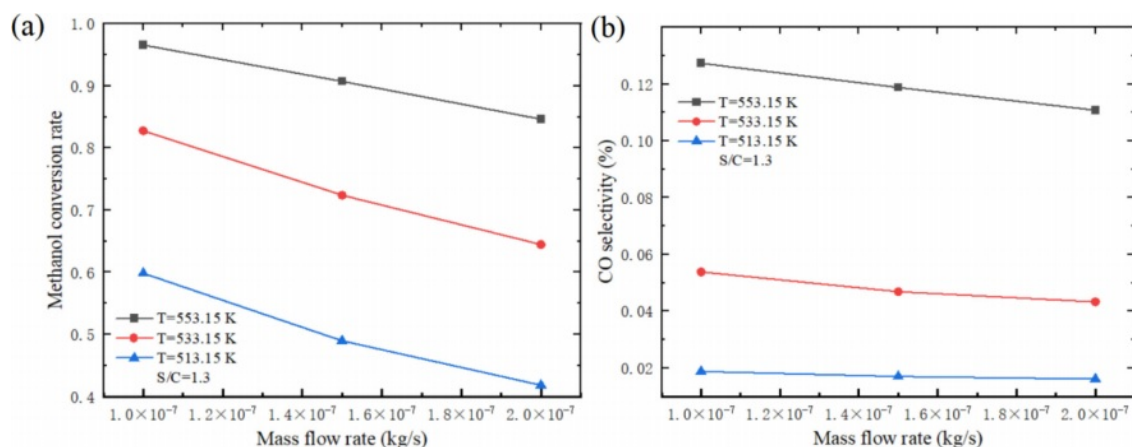 (a)
1.0
0.9
0.8
0.7
0.6
0.5
0.4
Methanol conversion rate
T=553.15 K
T=533.15 K
T=513.15 K
S/C=1.3
1.0×10⁻⁷ 1.2×10⁻⁷ 1.4×10⁻⁷ 1.6×10⁻⁷ 1.8×10⁻⁷ 2.0×10⁻⁷
Mass flow rate (kg/s)
(b)
0.12
0.10
0.08
0.06
0.04
0.02
CO selectivity (%)
T=553.15 K
T=533.15 K
T=513.15 K
S/C=1.3
1.0×10⁻⁷ 1.2×10⁻⁷ 1.4×10⁻⁷ 1.6×10⁻⁷ 1.8×10⁻⁷ 2.0×10⁻⁷
Mass flow rate (kg/s)